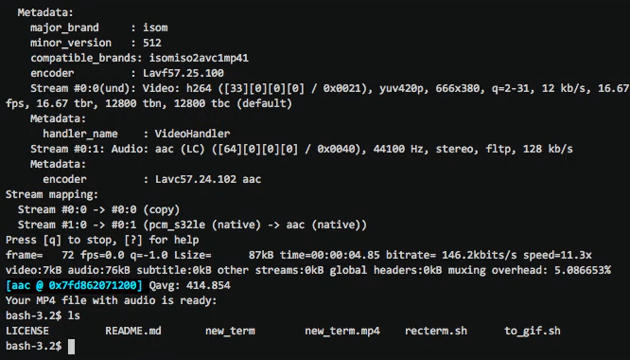 Metadata:
major_brand : isom
minor_version : 512
compatible_brands: isomiso2avc1mp41
encoder : Lavf57.25.100
Stream #0:0(und): Video: h264 ([33][0][0][0] / 0x0021), yuv420p, 666x380, q=2-31, 12 kb/s, 16.67
fps, 16.67 tbr, 12800 tbn, 12800 tbc (default)
Metadata:
handler_name : VideoHandler
Stream #0:1: Audio: aac (LC) ([64][0][0][0] / 0x0040), 44100 Hz, stereo, fltp, 128 kb/s
Metadata:
encoder : Lavc57.24.102 aac
Stream mapping:
Stream #0:0 -> #0:0 (copy)
Stream #1:0 -> #0:1 (pcm_s32le (native) -> aac (native))
Press [q] to stop, [?] for help
frame= 72 fps=0.0 q=-1.0 Lsize= 87kB time=00:00:04.85 bitrate= 146.2kbits/s speed=11.3x
video:7kB audio:76kB subtitle:0kB other streams:0kB global headers:0kB muxing overhead: 5.086653%
[aac @ 0x7fd862071200] Qavg: 414.854
Your MP4 file with audio is ready:
bash-3.2$ ls
LICENSE README.md new_term new_term.mp4 recterm.sh to_gif.sh
bash-3.2$